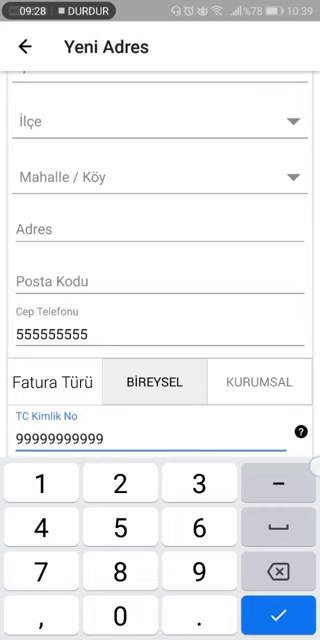 09:28 DURDUR %78 10:39
Yeni Adres
İlçe
Mahalle / Köy
Adres
Posta Kodu
Cep Telefonu
555555555
Fatura Türü BİREYSEL KURUMSAL
TC Kimlik No
99999999999 ?
1 2 3 -
4 5 6
7 8 9
, 0 .